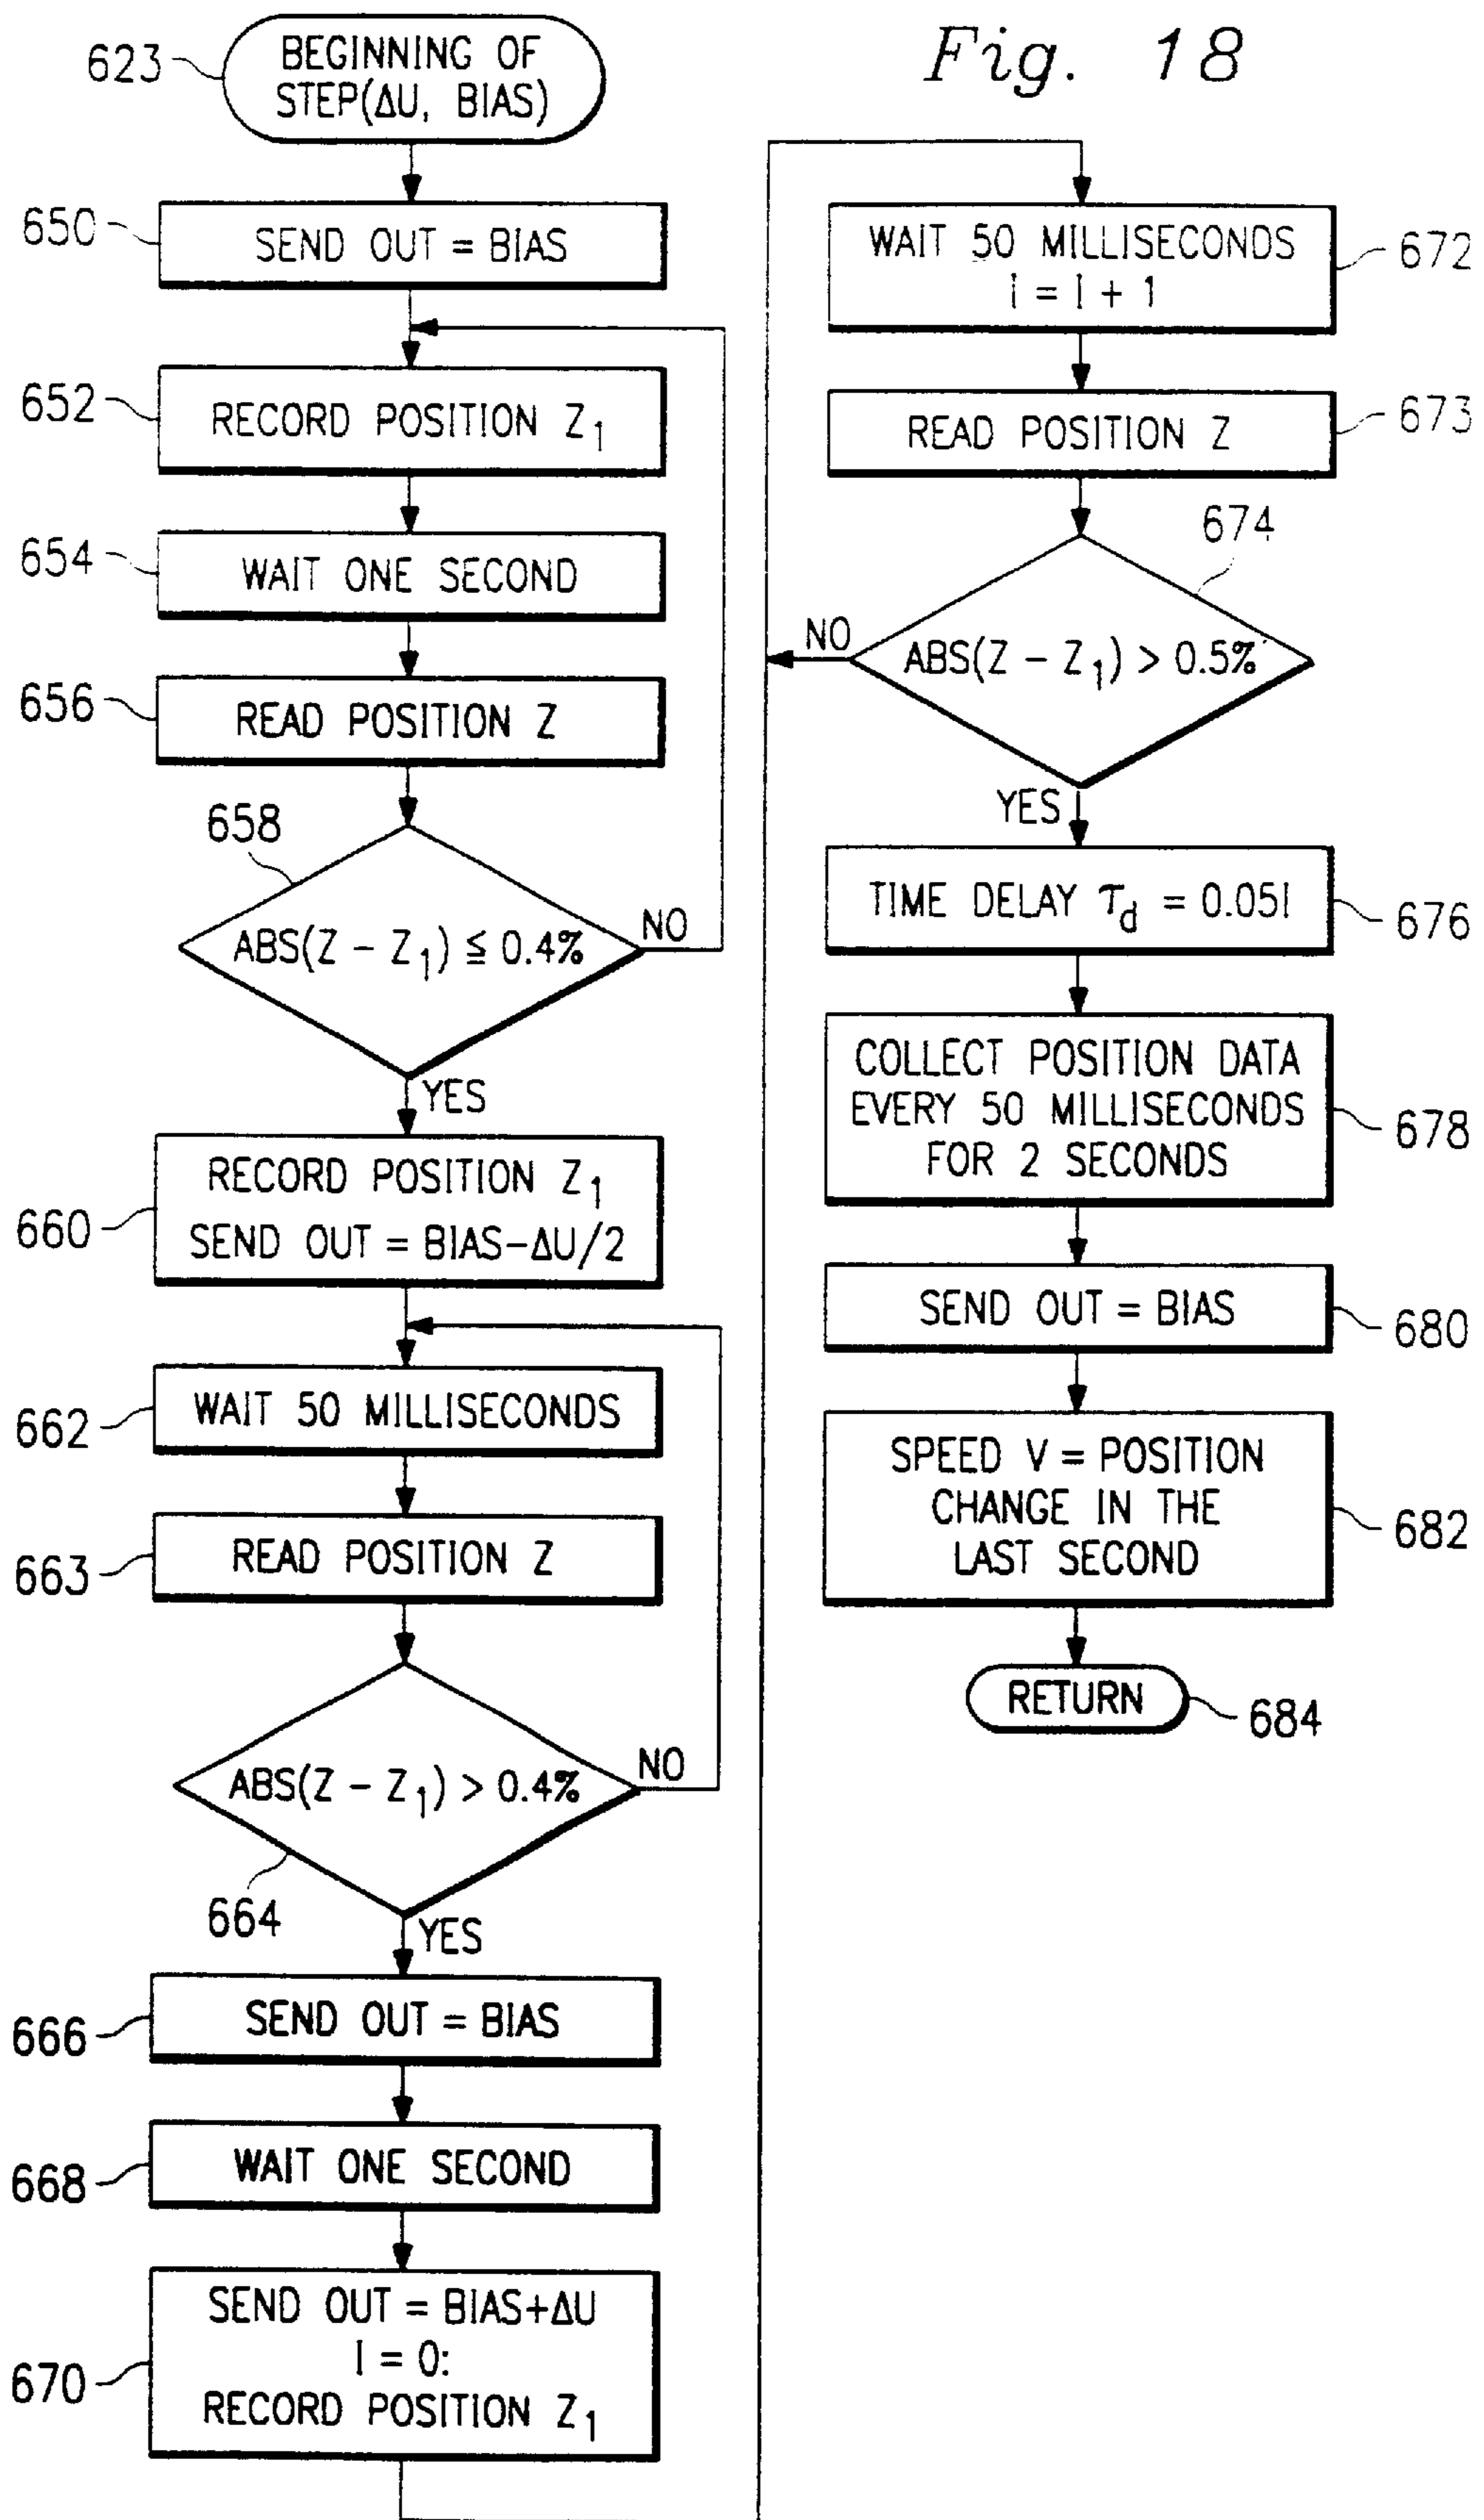 Fig. 18
623
BEGINNING OF
STEP(ΔU, BIAS)
650
SEND OUT = BIAS
652
RECORD POSITION Z1
654
WAIT ONE SECOND
656
READ POSITION Z
658
ABS(Z - Z1) ≦ 0.4%
NO
YES
660
RECORD POSITION Z1
SEND OUT = BIAS-ΔU/2
662
WAIT 50 MILLISECONDS
663
READ POSITION Z
664
ABS(Z - Z1) > 0.4%
NO
YES
666
SEND OUT = BIAS
668
WAIT ONE SECOND
670
SEND OUT = BIAS+ΔU
I = 0:
RECORD POSITION Z1
WAIT 50 MILLISECONDS
I = I + 1
672
READ POSITION Z
673
674
ABS(Z - Z1) > 0.5%
NO
YES
TIME DELAY τd = 0.05I
676
COLLECT POSITION DATA
EVERY 50 MILLISECONDS
FOR 2 SECONDS
678
SEND OUT = BIAS
680
SPEED V = POSITION
CHANGE IN THE
LAST SECOND
682
RETURN
684